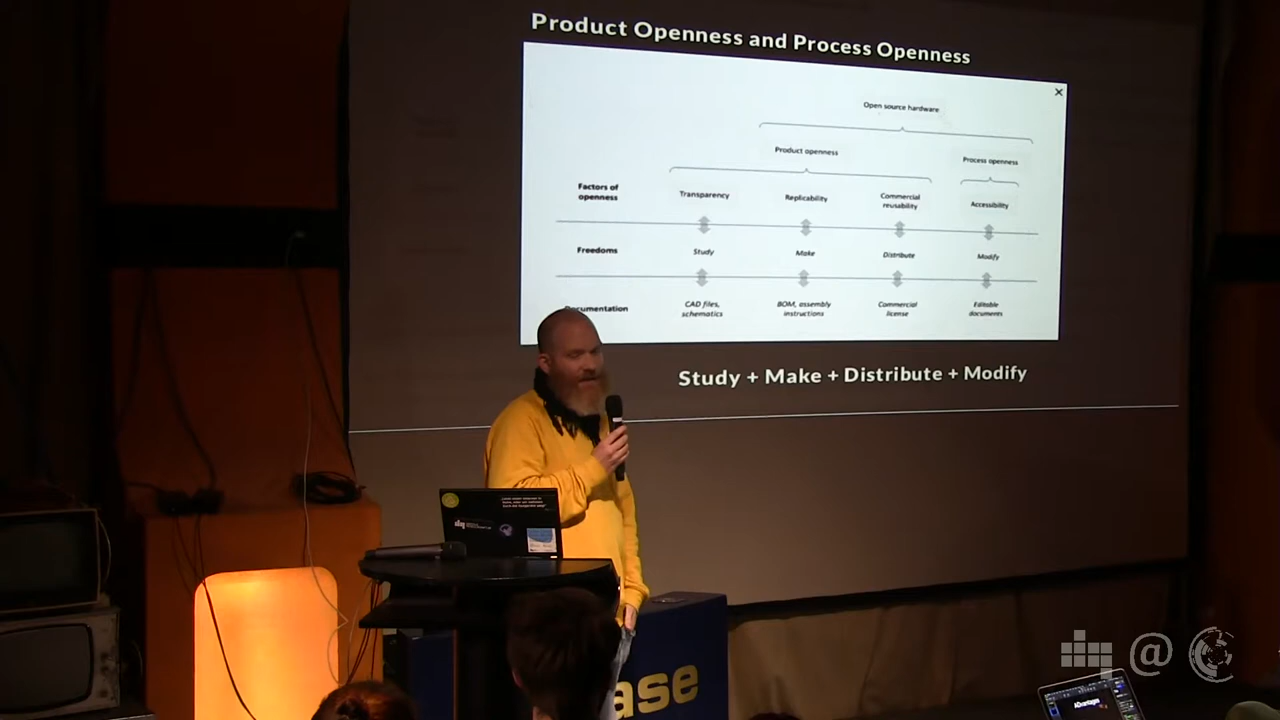 Product Openness and Process Openness
×
Open source hardware
Product openness
Process openness
Factors of
openness
Transparency
Replicability
Commercial
reusability
Accessibility
Freedoms
Study
Make
Distribute
Modify
Documentation
CAD files,
schematics
BOM, assembly
instructions
Commercial
license
Editable
documents
Study + Make + Distribute + Modify
ase
@